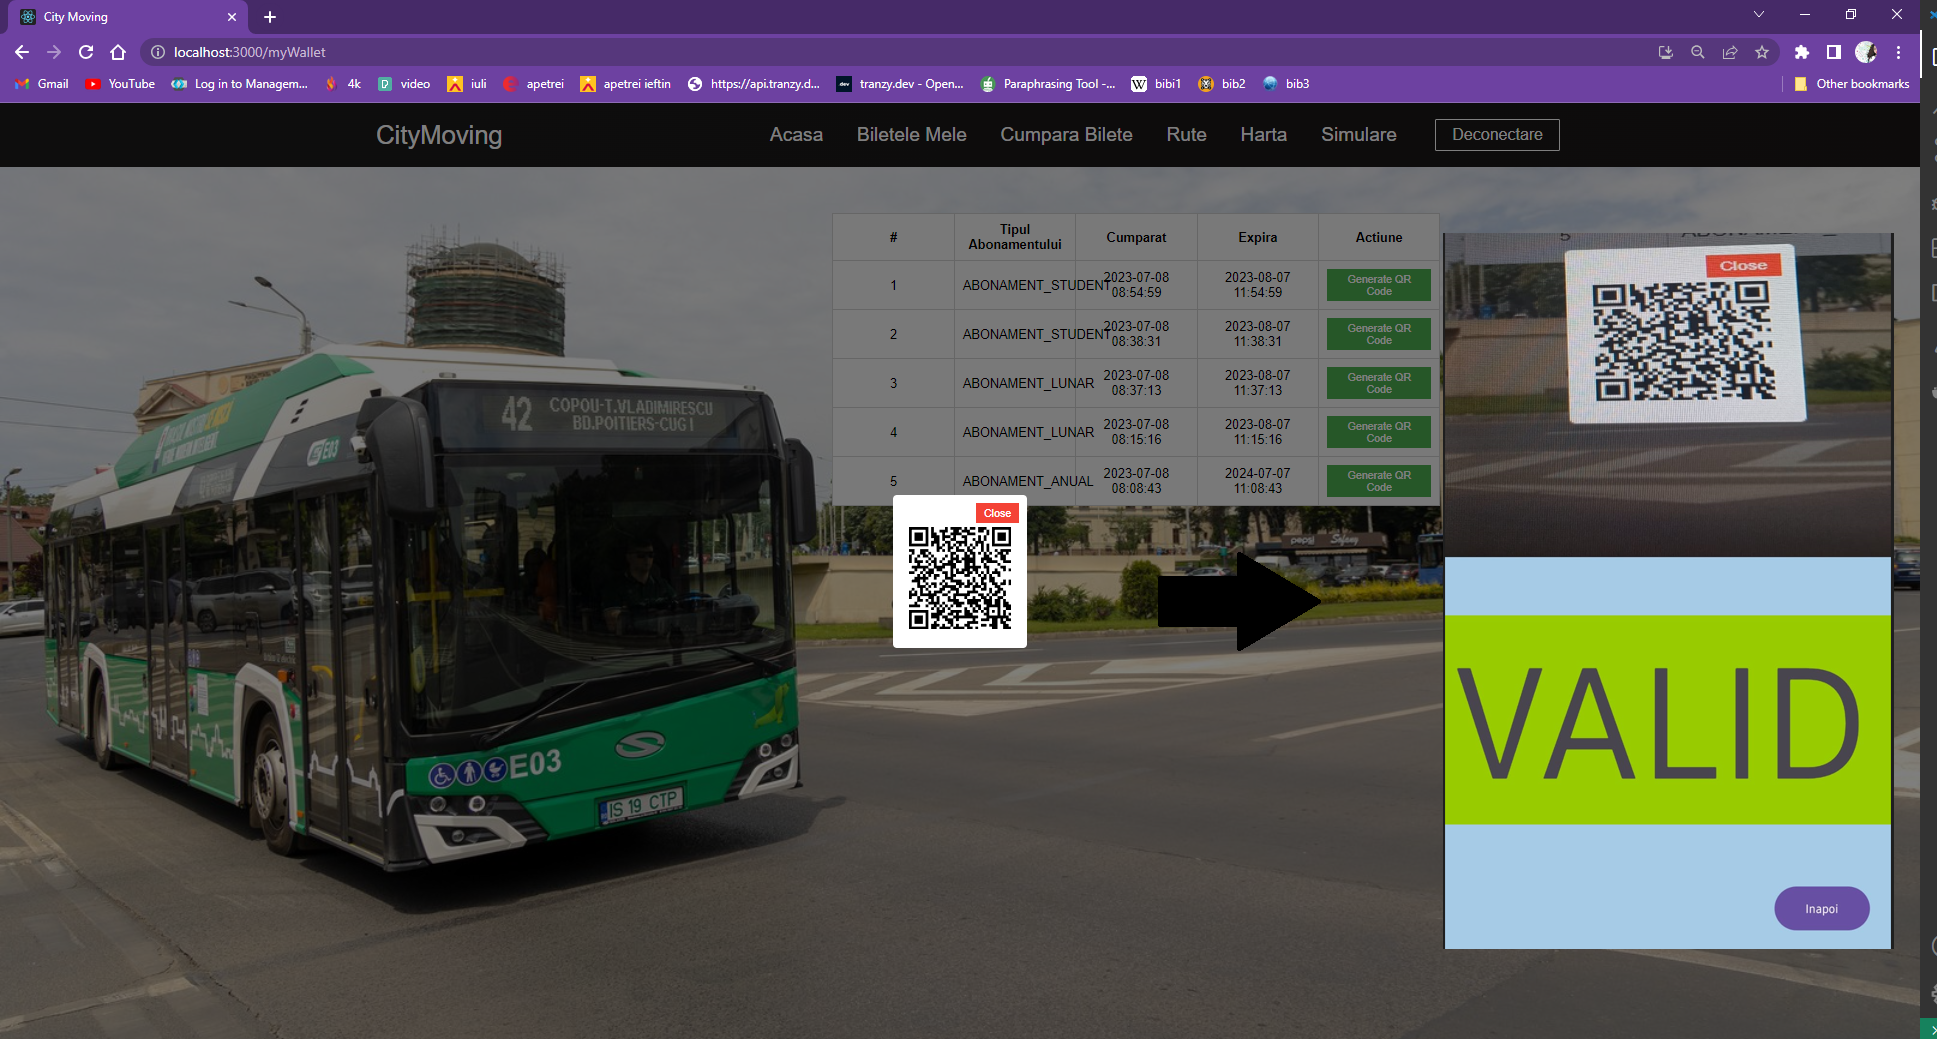 City Moving
localhost:3000/myWallet
Gmail
YouTube
Log in to Managem...
4k
video
iuli
apetrei
apetrei ieftin
https://api.tranzy.d...
tranzy.dev - Open...
Paraphrasing Tool -...
bibi1
bib2
bib3
Other bookmarks
CityMoving
Acasa
Biletele Mele
Cumpara Bilete
Rute
Harta
Simulare
Deconectare
# Tipul Abonamentului Cumparat Expira Actiune
1 ABONAMENT_STUDENT 2023-07-08 08:54:59 2023-08-07 11:54:59 Generate QR Code
2 ABONAMENT_STUDENT 2023-07-08 08:38:31 2023-08-07 11:38:31 Generate QR Code
3 ABONAMENT_LUNAR 2023-07-08 08:37:13 2023-08-07 11:37:13 Generate QR Code
4 ABONAMENT_LUNAR 2023-07-08 08:15:16 2023-08-07 11:15:16 Generate QR Code
5 ABONAMENT_ANUAL 2023-07-08 08:08:43 2024-07-07 11:08:43 Generate QR Code
Close
Close
VALID
Inapoi
42 COPOU-T.VLADIMIRESCU
BD.POITIERS-CUG I
E03
E03
IS 19 CTP
pepsi